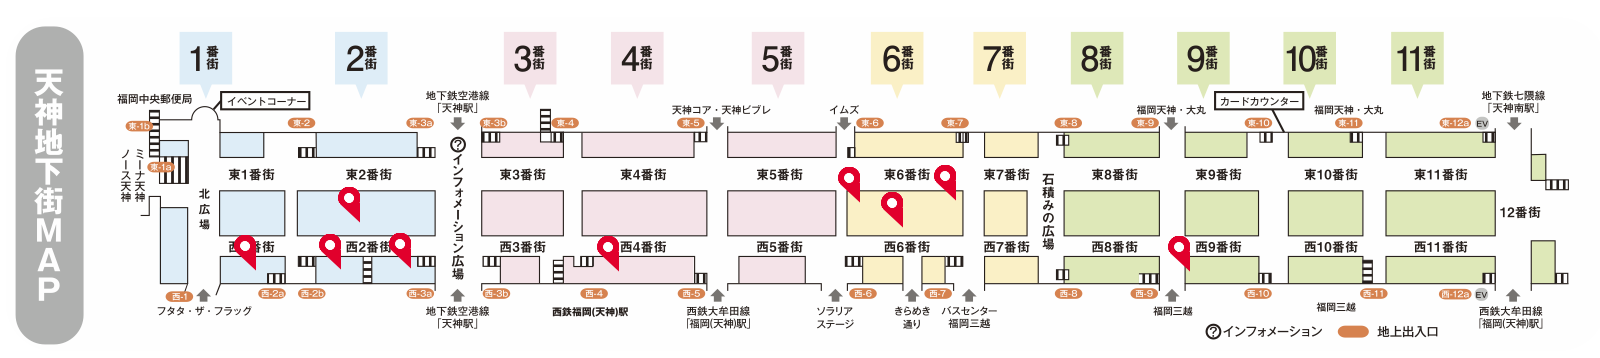 天神地下街MAP
1番街
2番街
3番街
4番街
5番街
6番街
7番街
8番街
9番街
10番街
11番街
福岡中央郵便局
イベントコーナー
地下鉄空港線
「天神駅」
天神コア・天神ビブレ
イムズ
福岡天神・大丸
カードカウンター
福岡天神・大丸
地下鉄七隈線
「天神南駅」
東-1b
東-2
東-3a
東-3b
東-4
東-5
東-6
東-7
東-8
東-9
東-10
東-11
東-12a
EV
東-1a
ミーナ天神
ノース天神
北広場
?インフォメーション広場
石積みの広場
東1番街
東2番街
東3番街
東4番街
東5番街
東6番街
東7番街
東8番街
東9番街
東10番街
東11番街
12番街
西番街
西2番街
西3番街
西4番街
西5番街
西6番街
西7番街
西8番街
西9番街
西10番街
西11番街
西-1
西-2a
西-2b
西-3a
西-3b
西-4
西-5
西-6
西-7
西-8
西-9
西-10
西-11
西-12a
EV
フタタ・ザ・フラッグ
地下鉄空港線
「天神駅」
西鉄福岡(天神)駅
西鉄大牟田線
「福岡(天神)駅」
ソラリア
ステージ
きらめき
通り
バスセンター
福岡三越
福岡三越
福岡三越
西鉄大牟田線
「福岡(天神)駅」
?インフォメーション
地上出入口